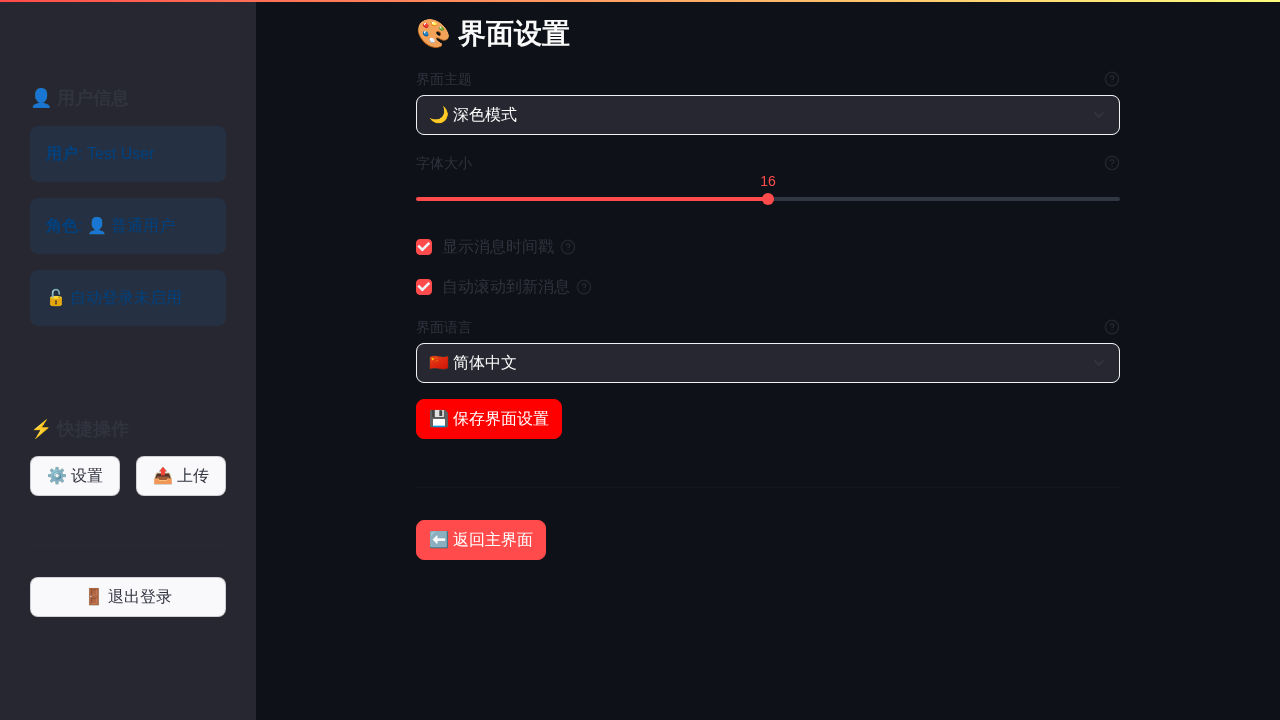 👤 用户信息
用户: Test User
角色: 👤 普通用户
🔓 自动登录未启用
⚡ 快捷操作
⚙️ 设置
📤 上传
🚪 退出登录
🎨 界面设置
界面主题
🌙 深色模式
字体大小
16
显示消息时间戳
自动滚动到新消息
界面语言
🇨🇳 简体中文
💾 保存界面设置
⬅️ 返回主界面